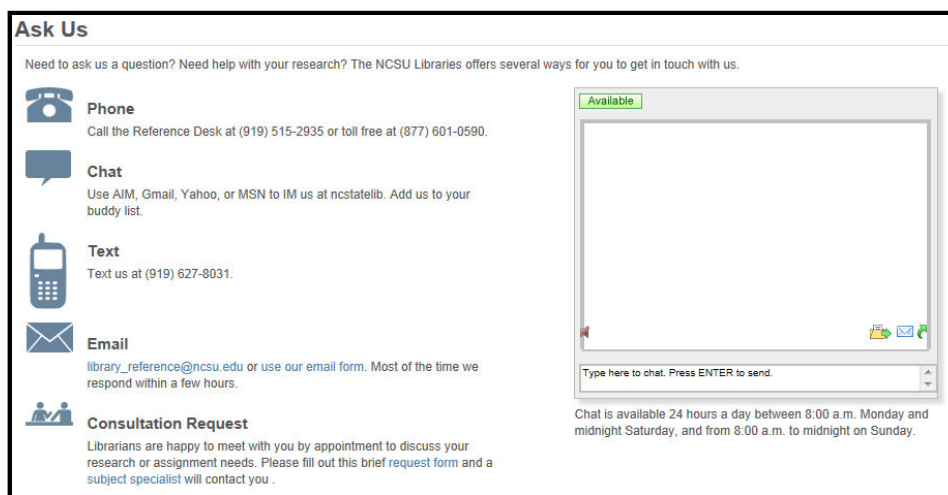 Ask Us
Need to ask us a question? Need help with your research? The NCSU Libraries offers several ways for you to get in touch with us.
Phone
Call the Reference Desk at (919) 515-2935 or toll free at (877) 601-0590.
Chat
Use AIM, Gmail, Yahoo, or MSN to IM us at ncstatelib. Add us to your
buddy list.
Text
Text us at (919) 627-8031.
Email
library_reference@ncsu.edu or use our email form. Most of the time we
respond within a few hours.
Consultation Request
Librarians are happy to meet with you by appointment to discuss your
research or assignment needs. Please fill out this brief request form and a
subject specialist will contact you .
Available
Type here to chat. Press ENTER to send.
Chat is available 24 hours a day between 8:00 a.m. Monday and
midnight Saturday, and from 8:00 a.m. to midnight on Sunday.